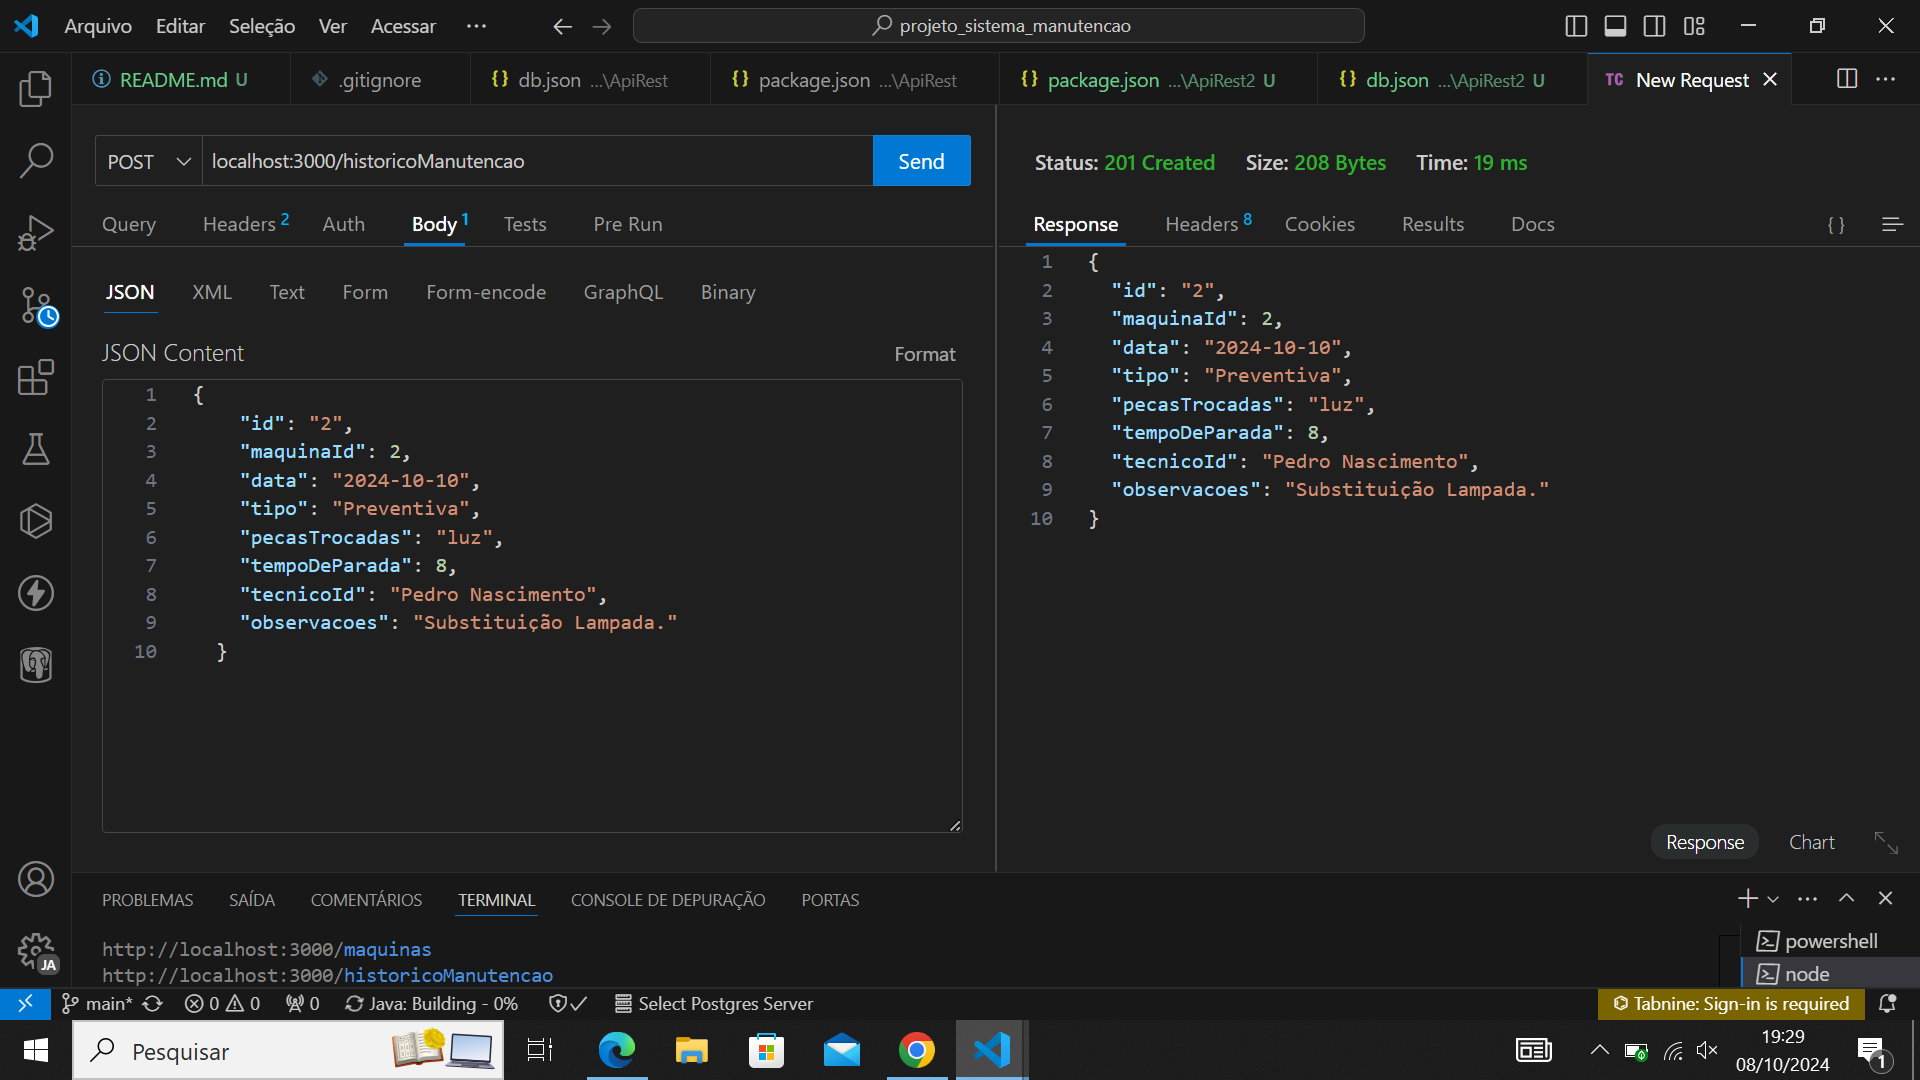 Arquivo Editar Seleção Ver Acessar ··· projeto_sistema_manutencao
README.md U .gitignore db.json ...\ApiRest package.json ...\ApiRest package.json ...\ApiRest2 U db.json ...\ApiRest2 U TC New Request
POST localhost:3000/historicoManutencao Send
Status: 201 Created Size: 208 Bytes Time: 19 ms
Query Headers 2 Auth Body 1 Tests Pre Run
Response Headers 8 Cookies Results Docs { }
JSON XML Text Form Form-encode GraphQL Binary
JSON Content Format
1 {
2 "id": "2",
3 "maquinaId": 2,
4 "data": "2024-10-10",
5 "tipo": "Preventiva",
6 "pecasTrocadas": "luz",
7 "tempoDeParada": 8,
8 "tecnicoId": "Pedro Nascimento",
9 "observacoes": "Substituição Lampada."
10 }
1 {
2 "id": "2",
3 "maquinaId": 2,
4 "data": "2024-10-10",
5 "tipo": "Preventiva",
6 "pecasTrocadas": "luz",
7 "tempoDeParada": 8,
8 "tecnicoId": "Pedro Nascimento",
9 "observacoes": "Substituição Lampada."
10 }
Response Chart
PROBLEMAS SAÍDA COMENTÁRIOS TERMINAL CONSOLE DE DEPURAÇÃO PORTAS
http://localhost:3000/maquinas
http://localhost:3000/historicoManutencao
powershell
node
JA
main* 0 0 0 Java: Building - 0% Select Postgres Server Tabnine: Sign-in is required
Pesquisar
19:29
08/10/2024
1